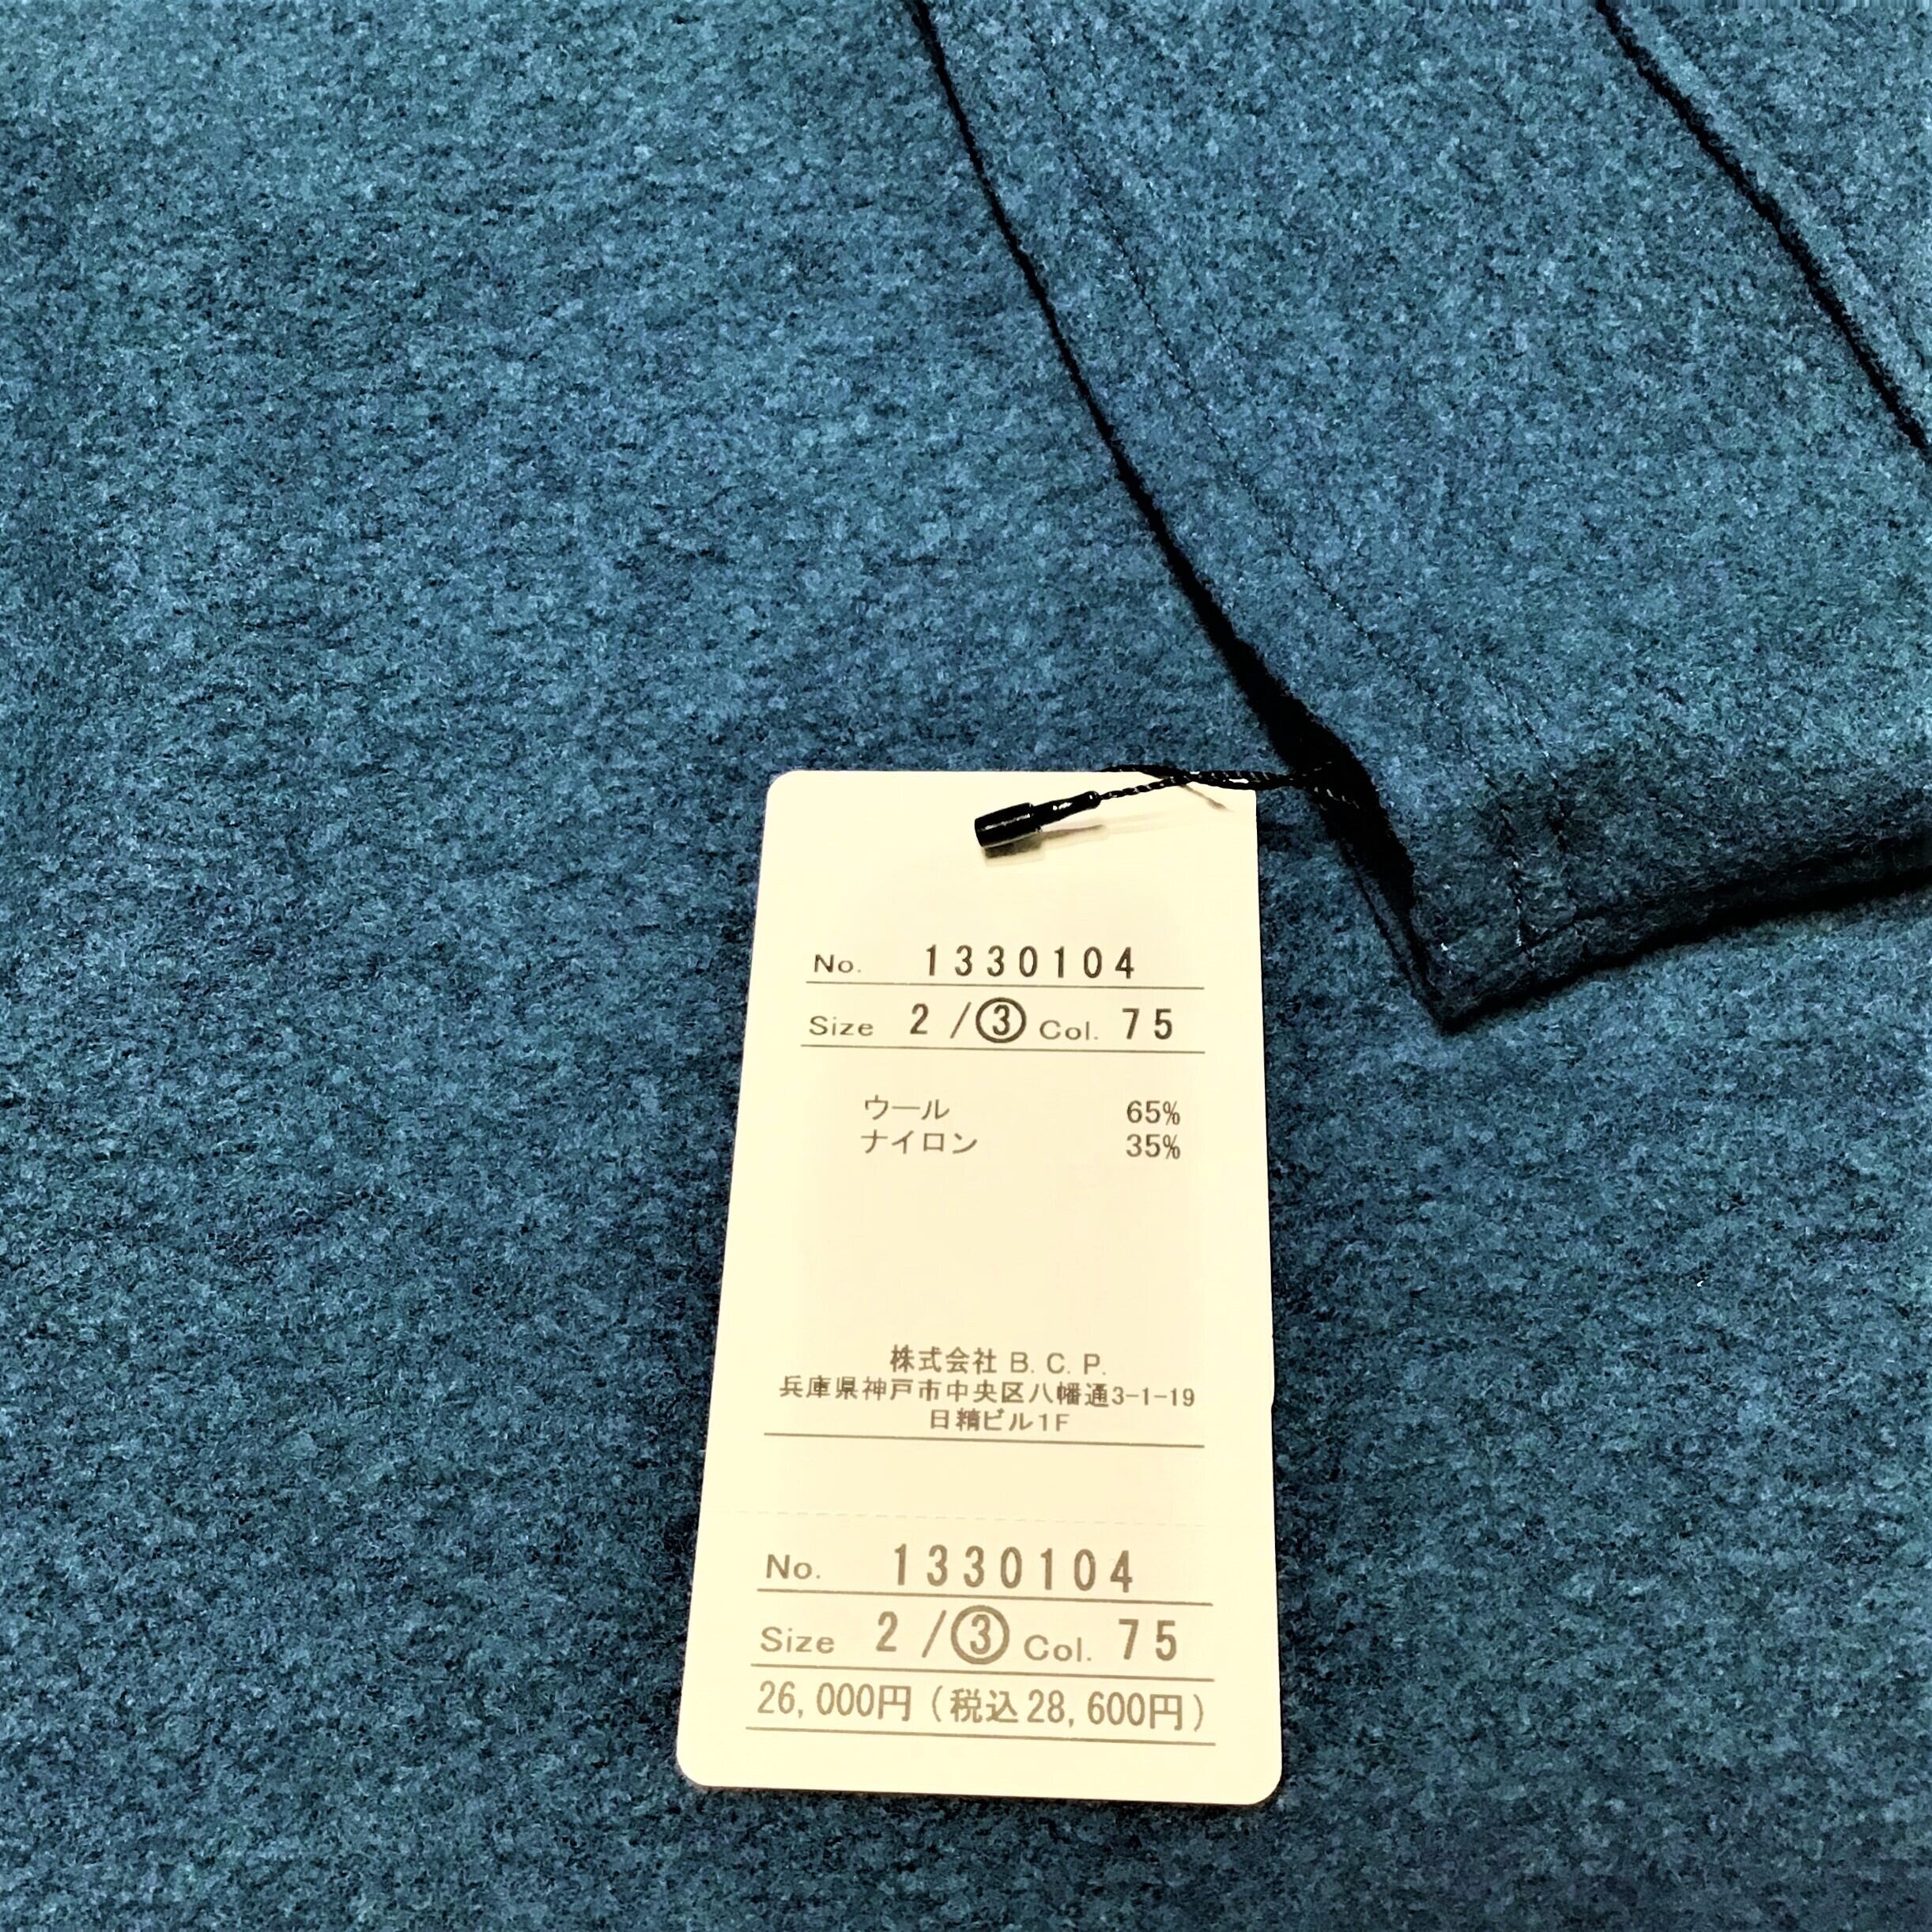 No. 1330104
Size 2 /③ Col. 75
ウール 65%
ナイロン 35%
株式会社 B. C. P.
兵庫県神戸市中央区八幡通3-1-19
日精ビル1F
No. 1330104
Size 2 /③ Col. 75
26,000円 (税込28,600円)